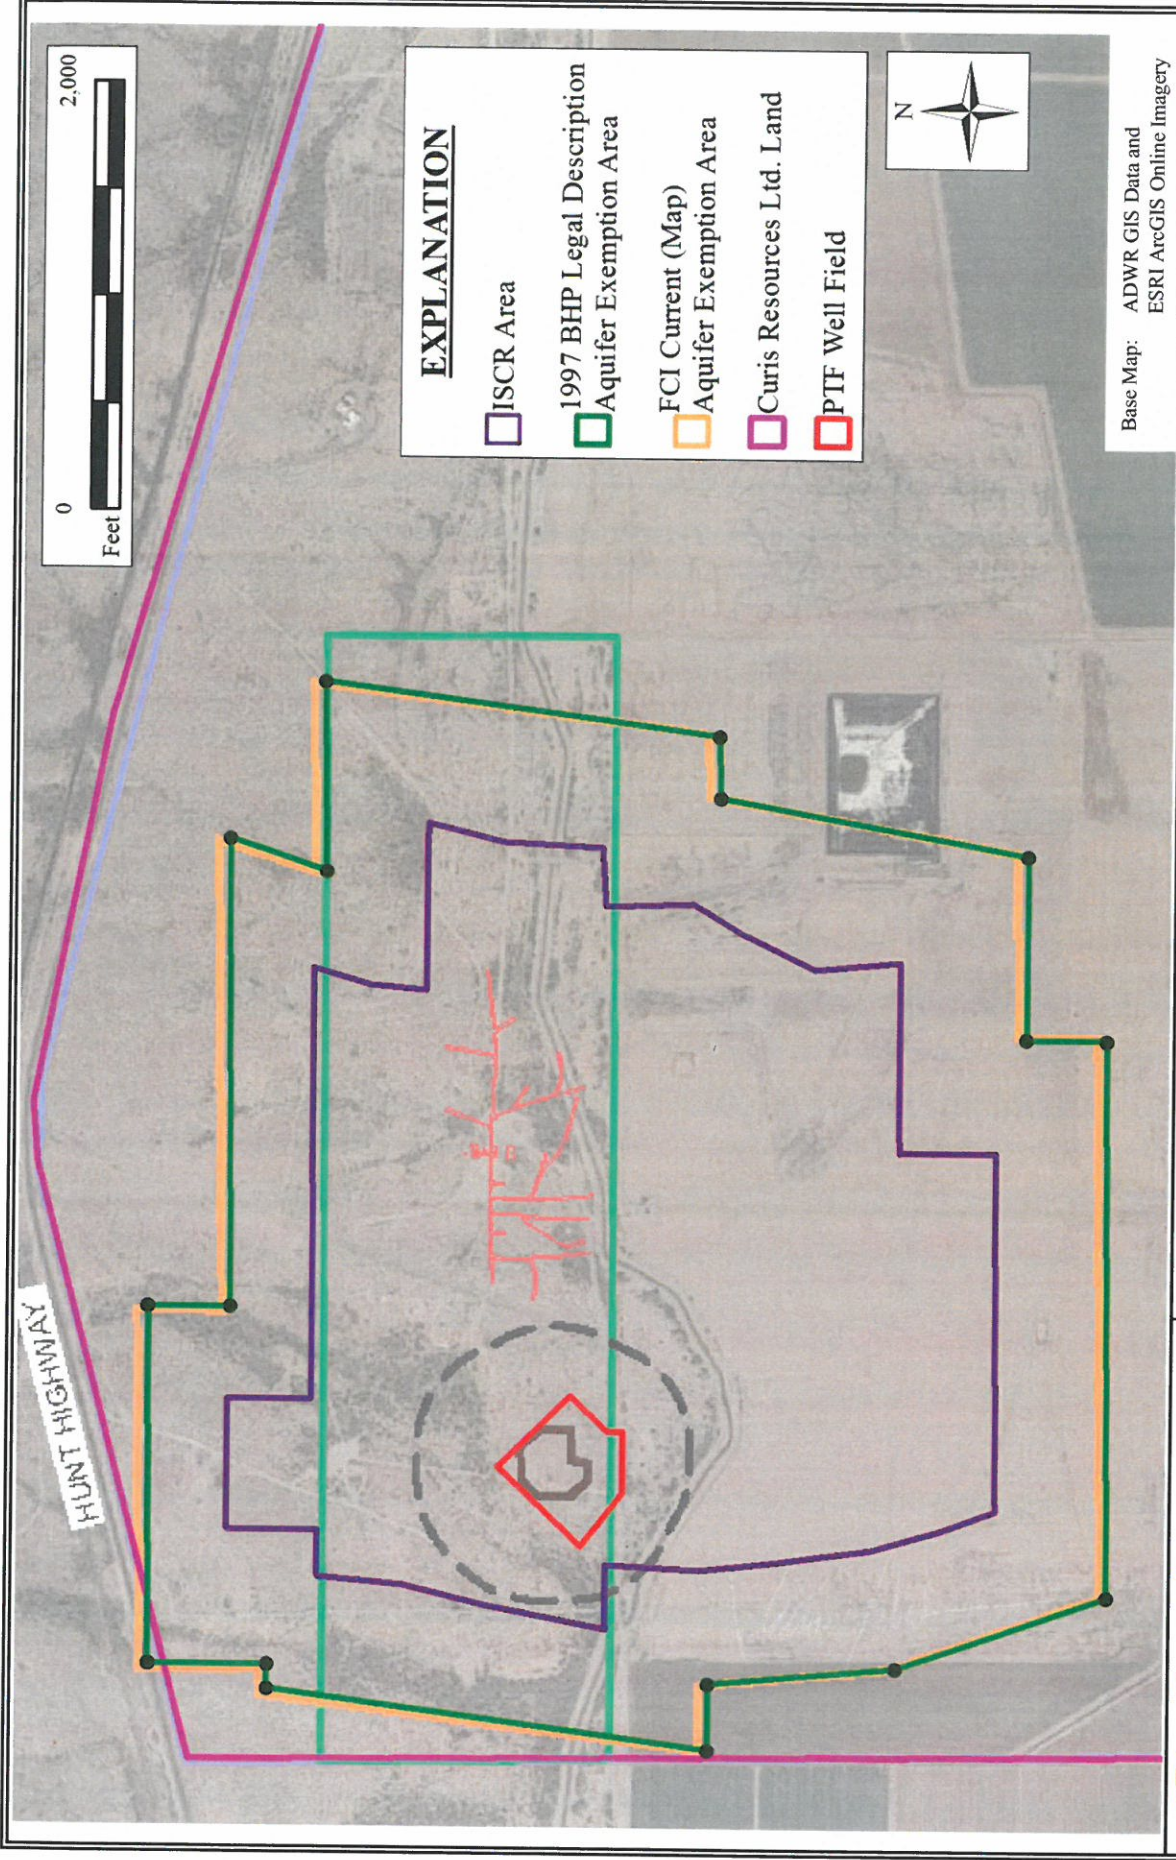 HUNT HIGHWAY
0
2,000
Feet
EXPLANATION
ISCR Area
1997 BHP Legal Description
Aquifer Exemption Area
FCI Current (Map)
Aquifer Exemption Area
Curis Resources Ltd. Land
PTF Well Field
N
Base Map: ADWR GIS Data and
ESRI ArcGIS Online Imagery